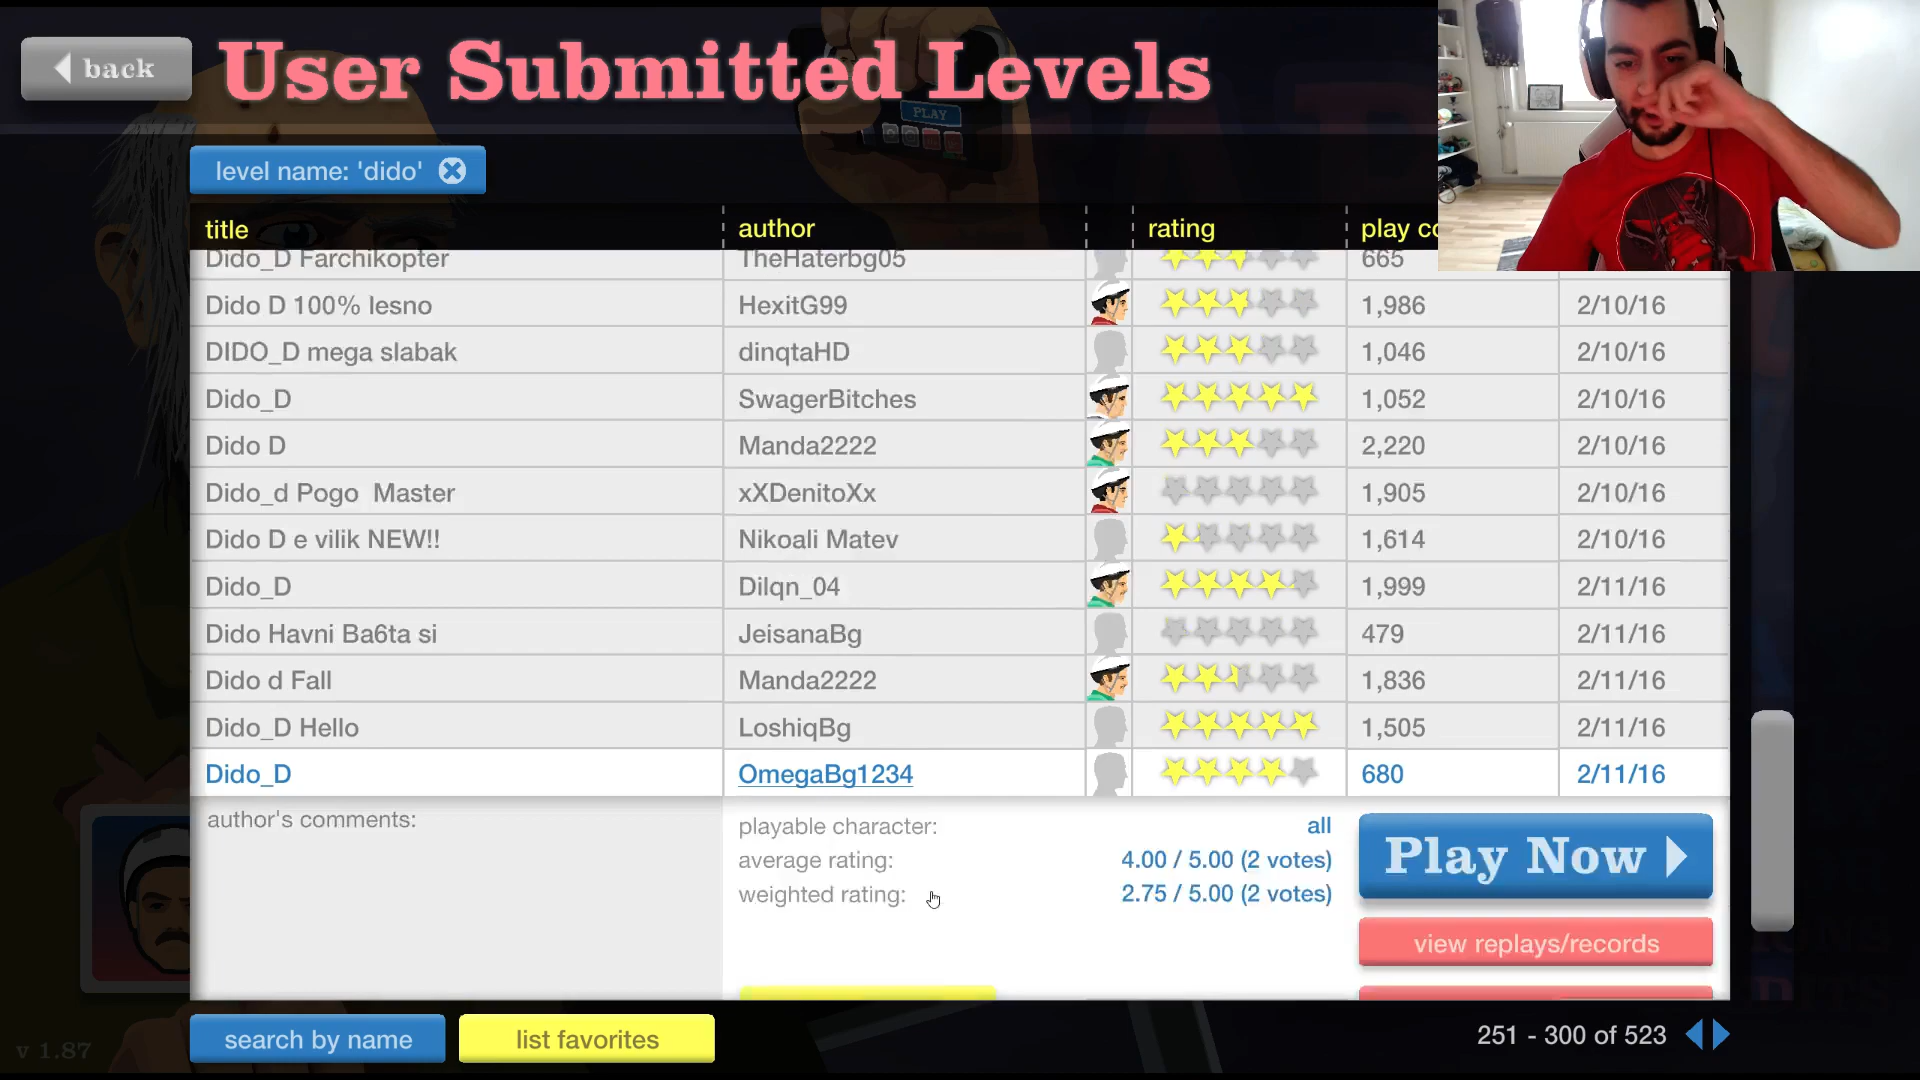 back
User Submitted Levels
PLAY
level name: 'dido'
title author rating play co
Dido_D Farchikopter TheHaterbg05 665
Dido D 100% lesno HexitG99 1,986 2/10/16
DIDO_D mega slabak dinqtaHD 1,046 2/10/16
Dido_D SwagerBitches 1,052 2/10/16
Dido D Manda2222 2,220 2/10/16
Dido_d Pogo  Master xXDenitoXx 1,905 2/10/16
Dido D e vilik NEW!! Nikoali Matev 1,614 2/10/16
Dido_D Dilqn_04 1,999 2/11/16
Dido Havni Ba6ta si JeisanaBg 479 2/11/16
Dido d Fall Manda2222 1,836 2/11/16
Dido_D Hello LoshiqBg 1,505 2/11/16
Dido_D OmegaBg1234 680 2/11/16
author's comments:
playable character: all
average rating: 4.00 / 5.00 (2 votes)
weighted rating: 2.75 / 5.00 (2 votes)
Play Now
view replays/records
search by name
list favorites
251 - 300 of 523
v 1.87